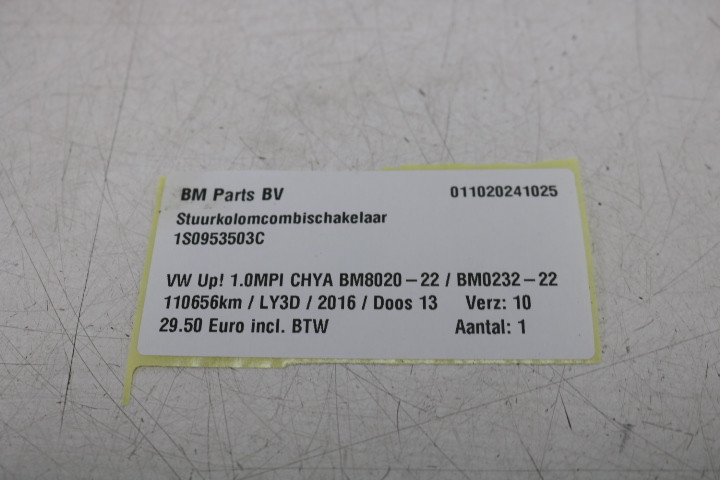 BM Parts BV 011020241025
Stuurkolomcombischakelaar
1S0953503C
VW Up! 1.0MPI CHYA BM8020-22 / BM0232-22
110656km / LY3D / 2016 / Doos 13 Verz: 10
29.50 Euro incl. BTW Aantal: 1